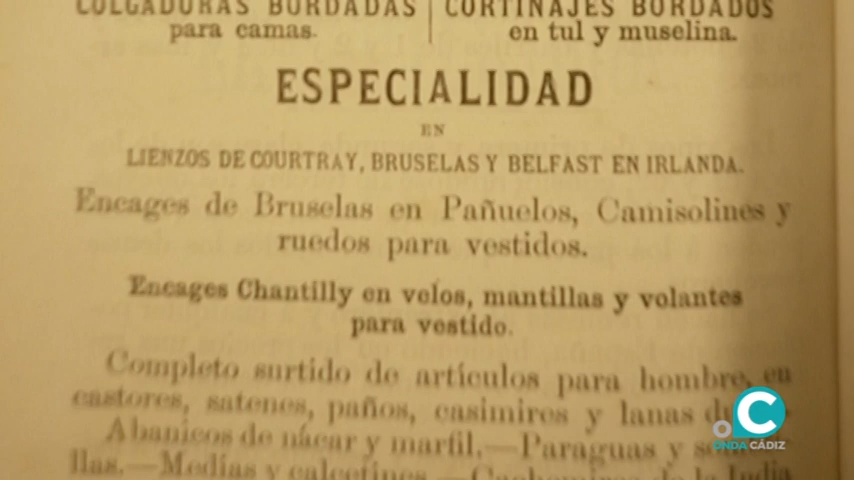 COLGADURAS BORDADAS
para camas.
CORTINAJES BORDADOS
en tul y muselina.
ESPECIALIDAD
EN
LIENZOS DE COURTRAY, BRUSELAS Y BELFAST EN IRLANDA.
Encages de Bruselas en Pañuelos, Camisolines y
ruedos para vestidos.
Encages Chantilly en velos, mantillas y volantes
para vestido.
Completo surtido de artículos para hombre, en
castores, satenes, paños, casimires y lanas
Abanicos de nácar y marfil.—Paraguas y
llas.—Medias y calcetines.—Cachemires de la India
ONDA CÁDIZ